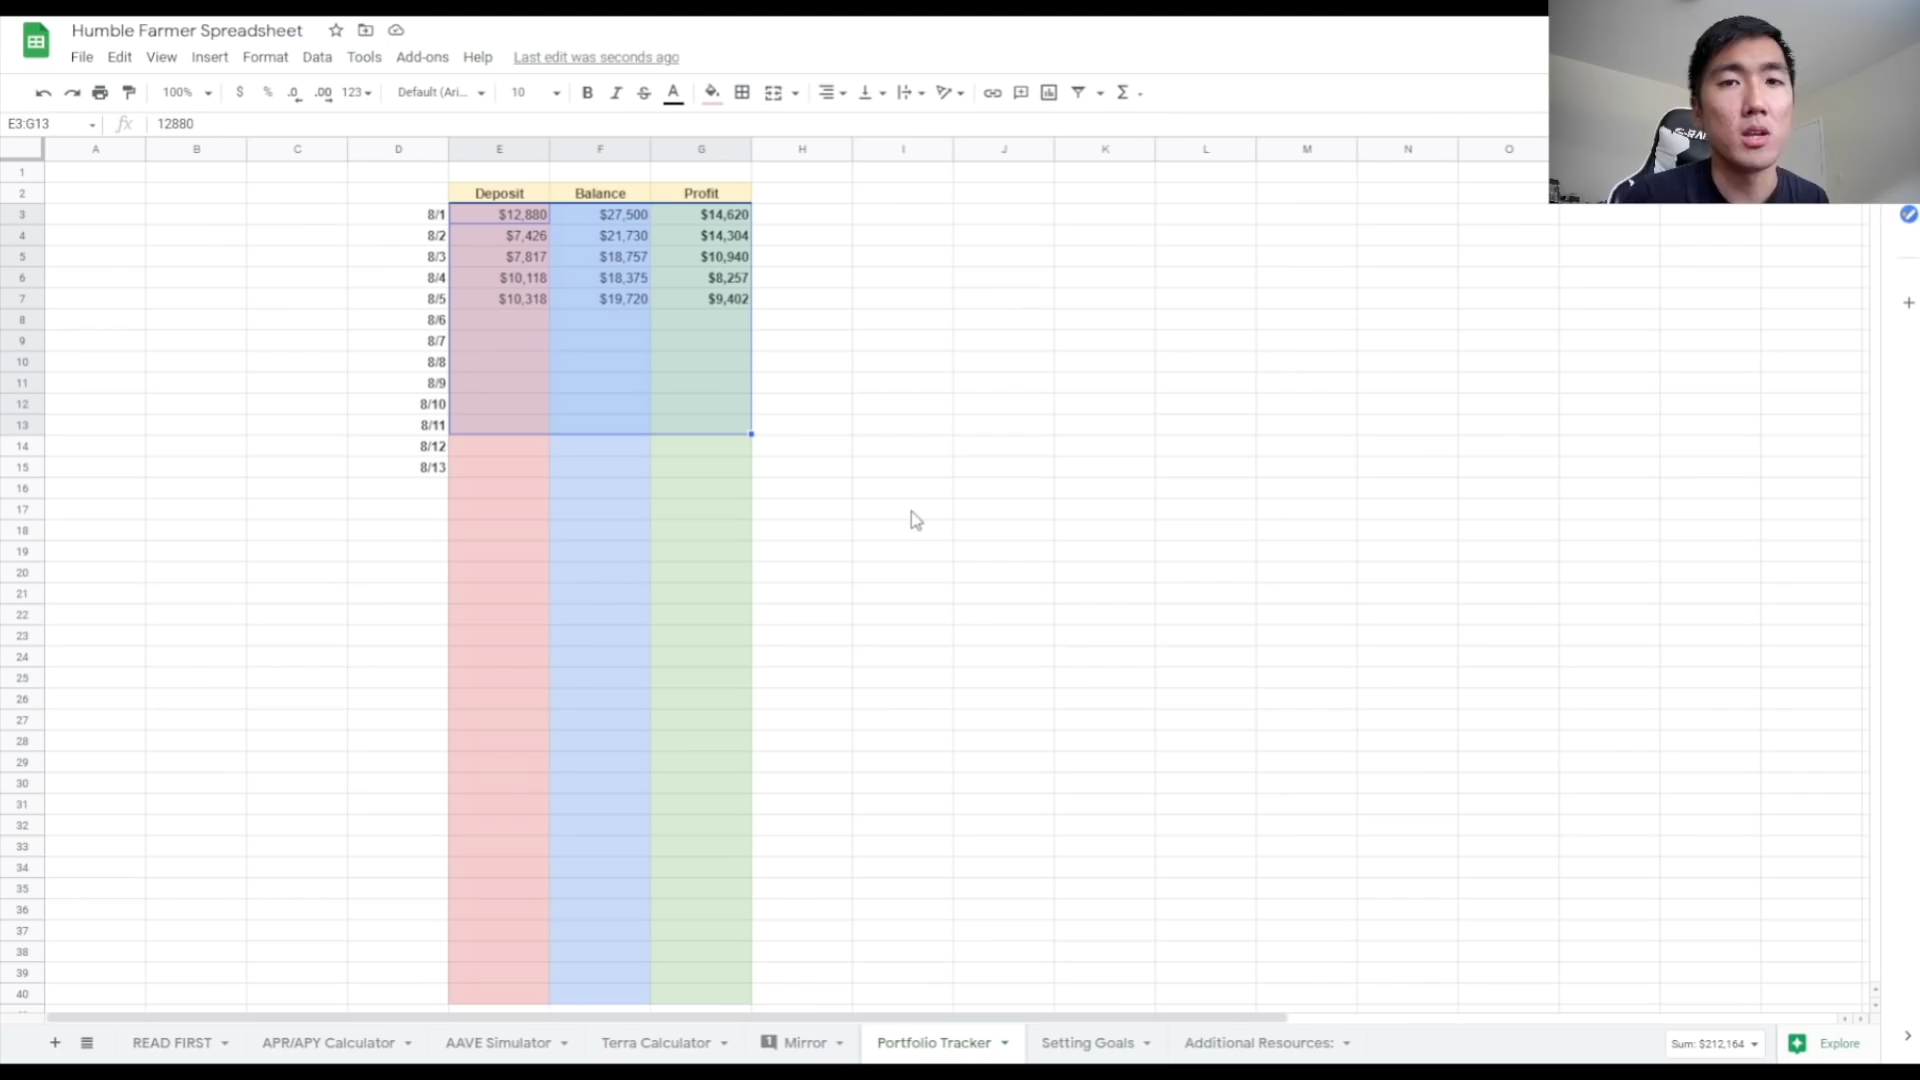 Humble Farmer Spreadsheet
File Edit View Insert Format Data Tools Add-ons Help Last edit was seconds ago
100% $ % .0 .00 123 Default (Ari... 10 B I S A Σ
E3:G13 fx 12880
A B C D E F G H I J K L M N O
1
2 Deposit Balance Profit
3 8/1 $12,880 $27,500 $14,620
4 8/2 $7,426 $21,730 $14,304
5 8/3 $7,817 $18,757 $10,940
6 8/4 $10,118 $18,375 $8,257
7 8/5 $10,318 $19,720 $9,402
8 8/6
9 8/7
10 8/8
11 8/9
12 8/10
13 8/11
14 8/12
15 8/13
16
17
18
19
20
21
22
23
24
25
26
27
28
29
30
31
32
33
34
35
36
37
38
39
40
+ READ FIRST APR/APY Calculator AAVE Simulator Terra Calculator 1 Mirror Portfolio Tracker Setting Goals Additional Resources: Sum: $212,164 Explore